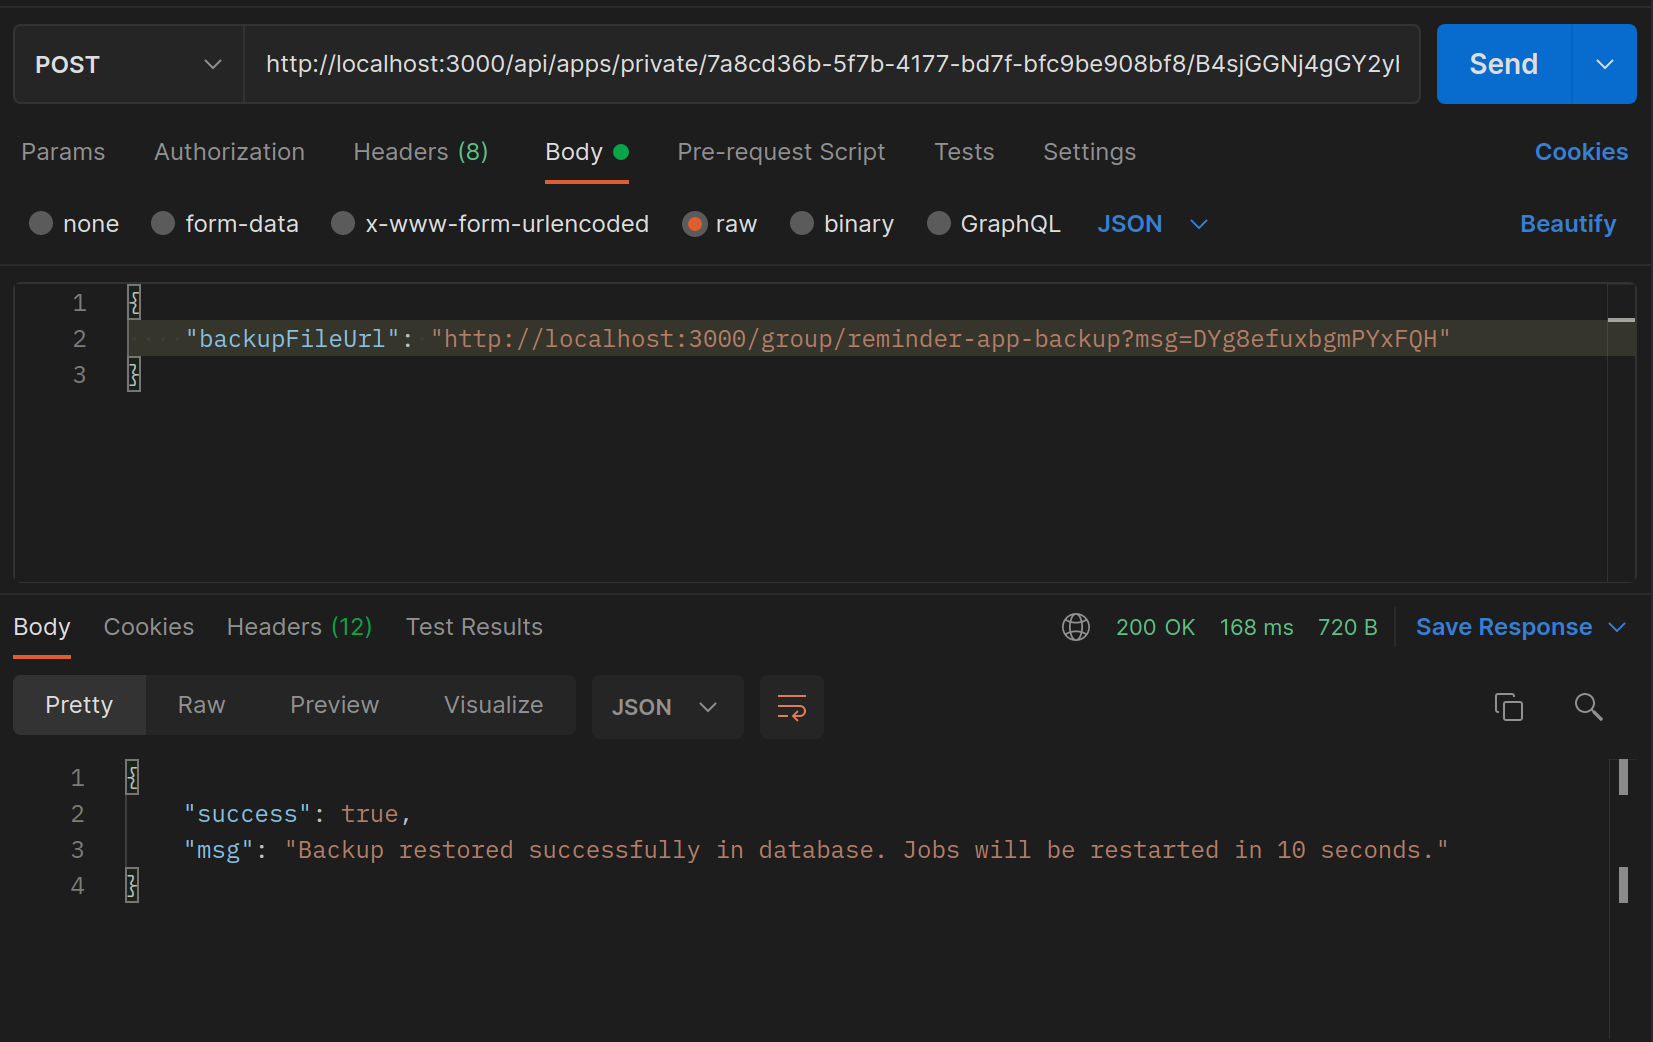 POST
http://localhost:3000/api/apps/private/7a8cd36b-5f7b-4177-bd7f-bfc9be908bf8/B4sjGGNj4gGY2yl
Send
Params Authorization Headers (8) Body Pre-request Script Tests Settings Cookies
none form-data x-www-form-urlencoded raw binary GraphQL JSON Beautify
1 {
2 "backupFileUrl": "http://localhost:3000/group/reminder-app-backup?msg=DYg8efuxbgmPYxFQH"
3 }
Body Cookies Headers (12) Test Results 200 OK 168 ms 720 B Save Response
Pretty Raw Preview Visualize JSON
1 {
2 "success": true,
3 "msg": "Backup restored successfully in database. Jobs will be restarted in 10 seconds."
4 }